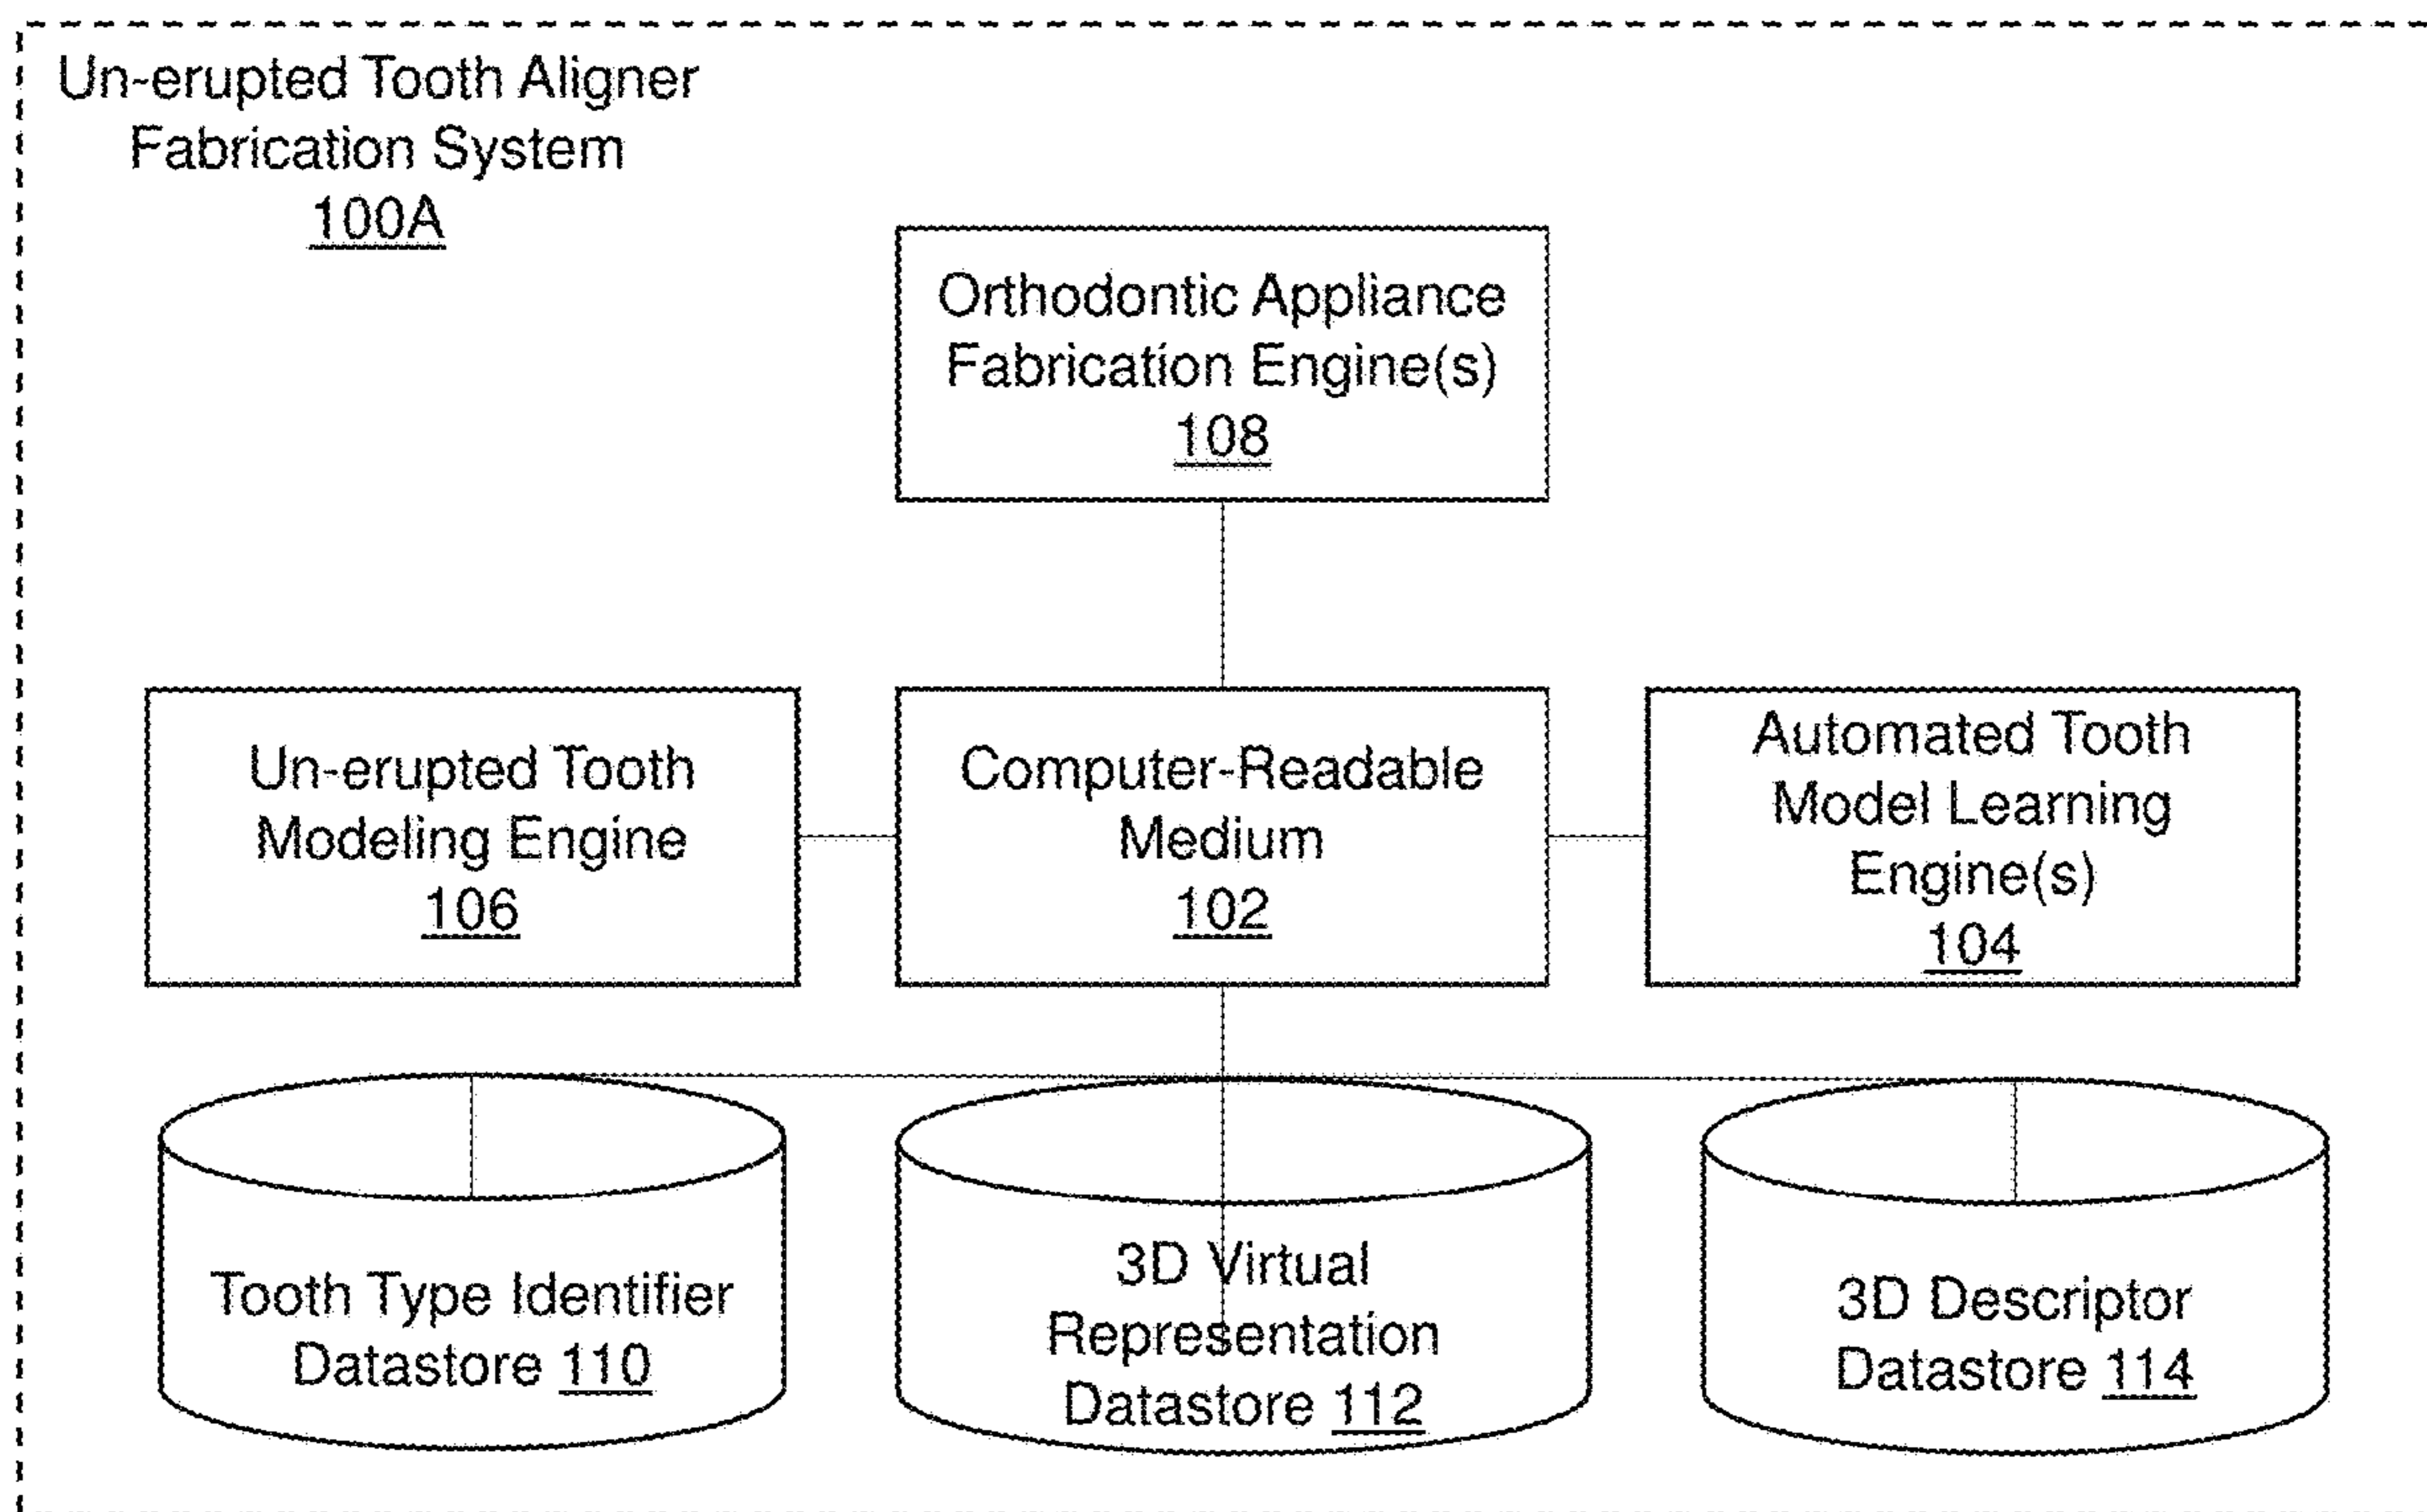 Un-erupted Tooth Aligner
Fabrication System
100A
Orthodontic Appliance
Fabrication Engine(s)
108
Un-erupted Tooth
Modeling Engine
106
Computer-Readable
Medium
102
Automated Tooth
Model Learning
Engine(s)
104
Tooth Type Identifier
Datastore 110
3D Virtual
Representation
Datastore 112
3D Descriptor
Datastore 114